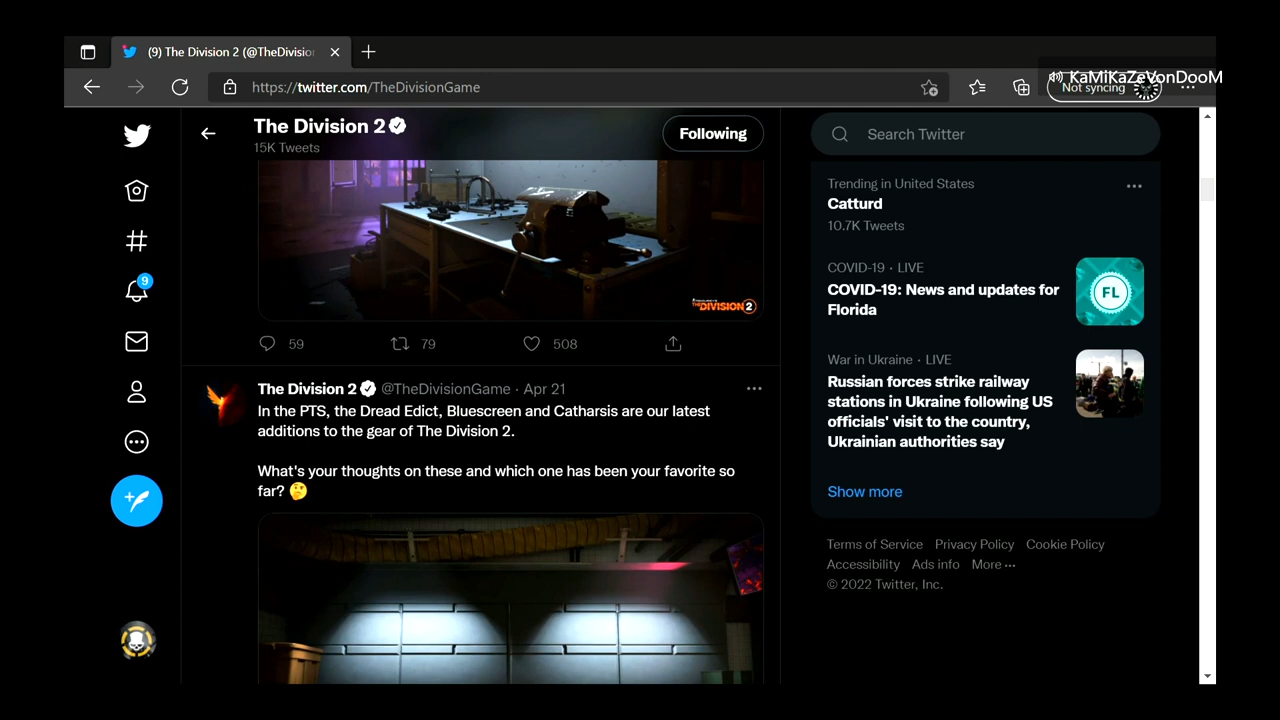 (9) The Division 2 (@TheDivisio
https://twitter.com/TheDivisionGame
KaMiKaZeVonDooM
Not syncing
The Division 2
15K Tweets
Following
Search Twitter
THE DIVISION 2
59
79
508
The Division 2 @TheDivisionGame · Apr 21
In the PTS, the Dread Edict, Bluescreen and Catharsis are our latest
additions to the gear of The Division 2.
What's your thoughts on these and which one has been your favorite so
far?
9
Trending in United States
Catturd
10.7K Tweets
COVID-19 · LIVE
COVID-19: News and updates for
Florida
FL
War in Ukraine · LIVE
Russian forces strike railway
stations in Ukraine following US
officials' visit to the country,
Ukrainian authorities say
Show more
Terms of Service Privacy Policy Cookie Policy
Accessibility Ads info More
© 2022 Twitter, Inc.